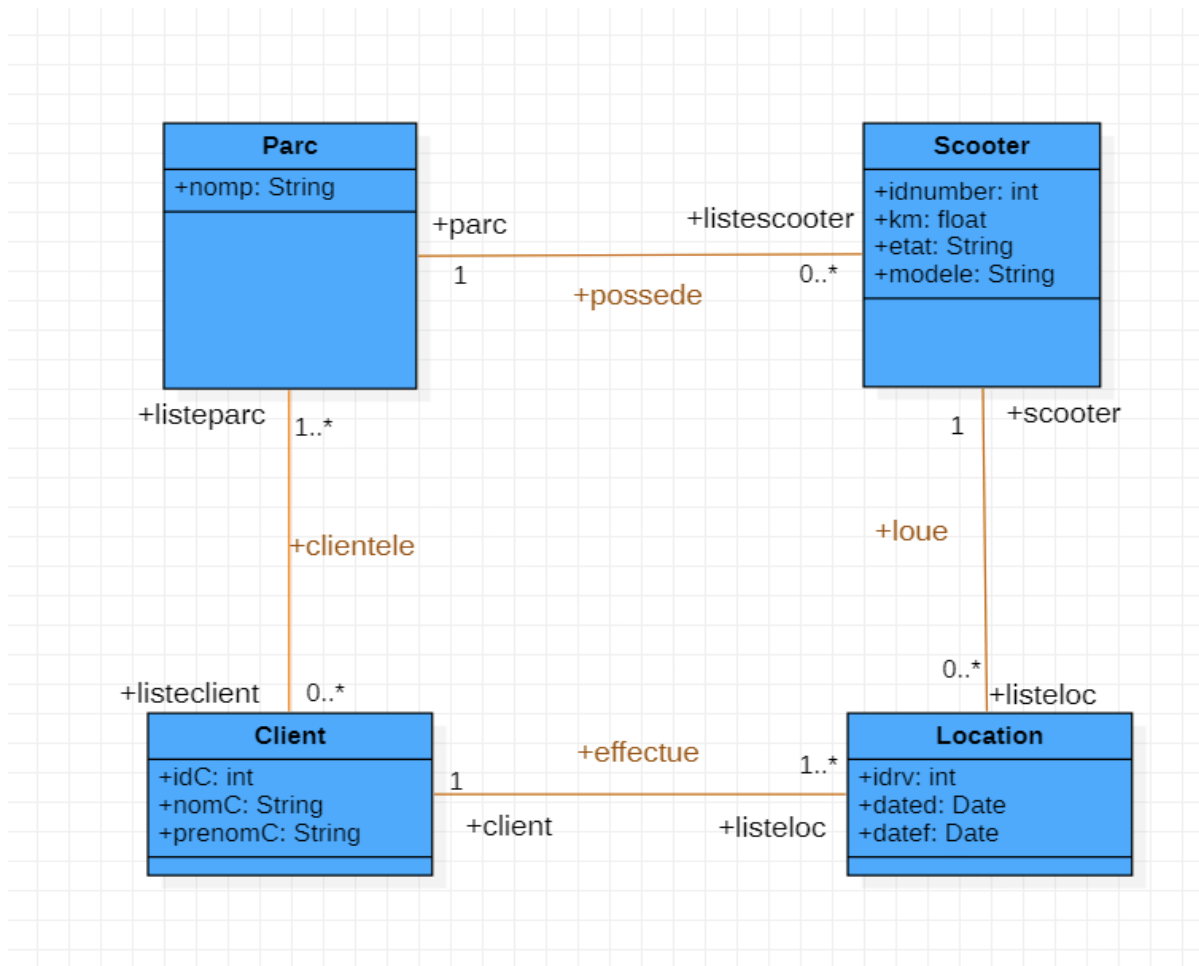 Parc
+nomp: String
Scooter
+idnumber: int
+km: float
+etat: String
+modele: String
+parc
1
+listescooter
0..*
+possede
+listeparc
1..*
+scooter
1
+clientele
+loue
+listeclient
0..*
0..*
+listeloc
Client
+idC: int
+nomC: String
+prenomC: String
+effectue
1
1..*
+client
+listeloc
Location
+idrv: int
+dated: Date
+datef: Date